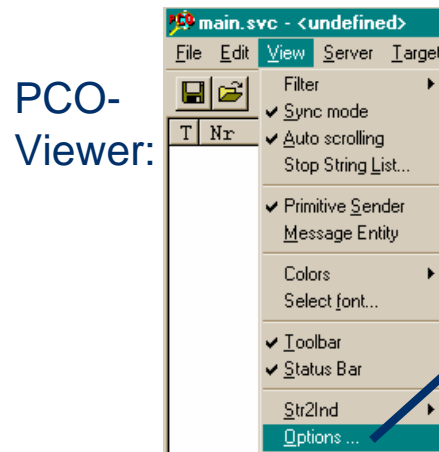 main.svc - <undefined>
File Edit View Server Target
PCO-
Viewer:
T Nr
Filter
Sync mode
Auto scrolling
Stop String List...
Primitive Sender
Message Entity
Colors
Select font...
Toolbar
Status Bar
Str2Ind
Options ...